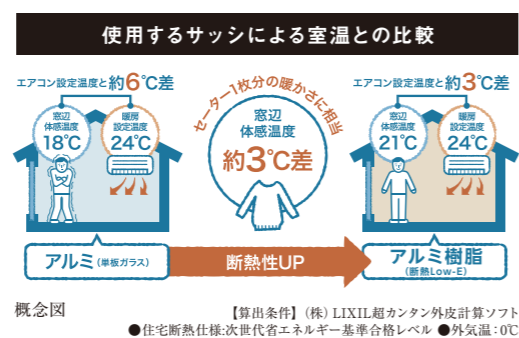 使用するサッシによる室温との比較
エアコン設定温度と約6℃差
窓辺
体感温度
18℃
暖房
設定温度
24℃
セーター1枚分の暖かさに相当
窓辺
体感温度
約3℃差
エアコン設定温度と約3℃差
窓辺
体感温度
21℃
暖房
設定温度
24℃
アルミ(単板ガラス)
断熱性UP
アルミ樹脂
(断熱Low-E)
概念図
【算出条件】(株)LIXIL超カンタン外皮計算ソフト
●住宅断熱仕様:次世代省エネルギー基準合格レベル ●外気温:0℃